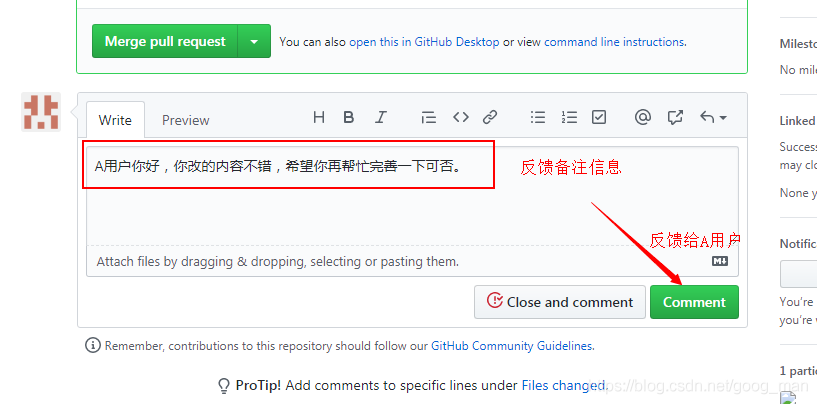 Merge pull request
You can also open this in GitHub Desktop or view command line instructions.
Milesto
No mile
Write
Preview
A用户你好，你改的内容不错，希望你再帮忙完善一下可否。
反馈备注信息
反馈给A用户
Attach files by dragging & dropping, selecting or pasting them.
Close and comment
Comment
Linked
Success
may clo
None y
Notific
You're
you're w
Remember, contributions to this repository should follow our GitHub Community Guidelines.
ProTip! Add comments to specific lines under Files changed.
1 parti
https://blog.csdn.net/goog_man